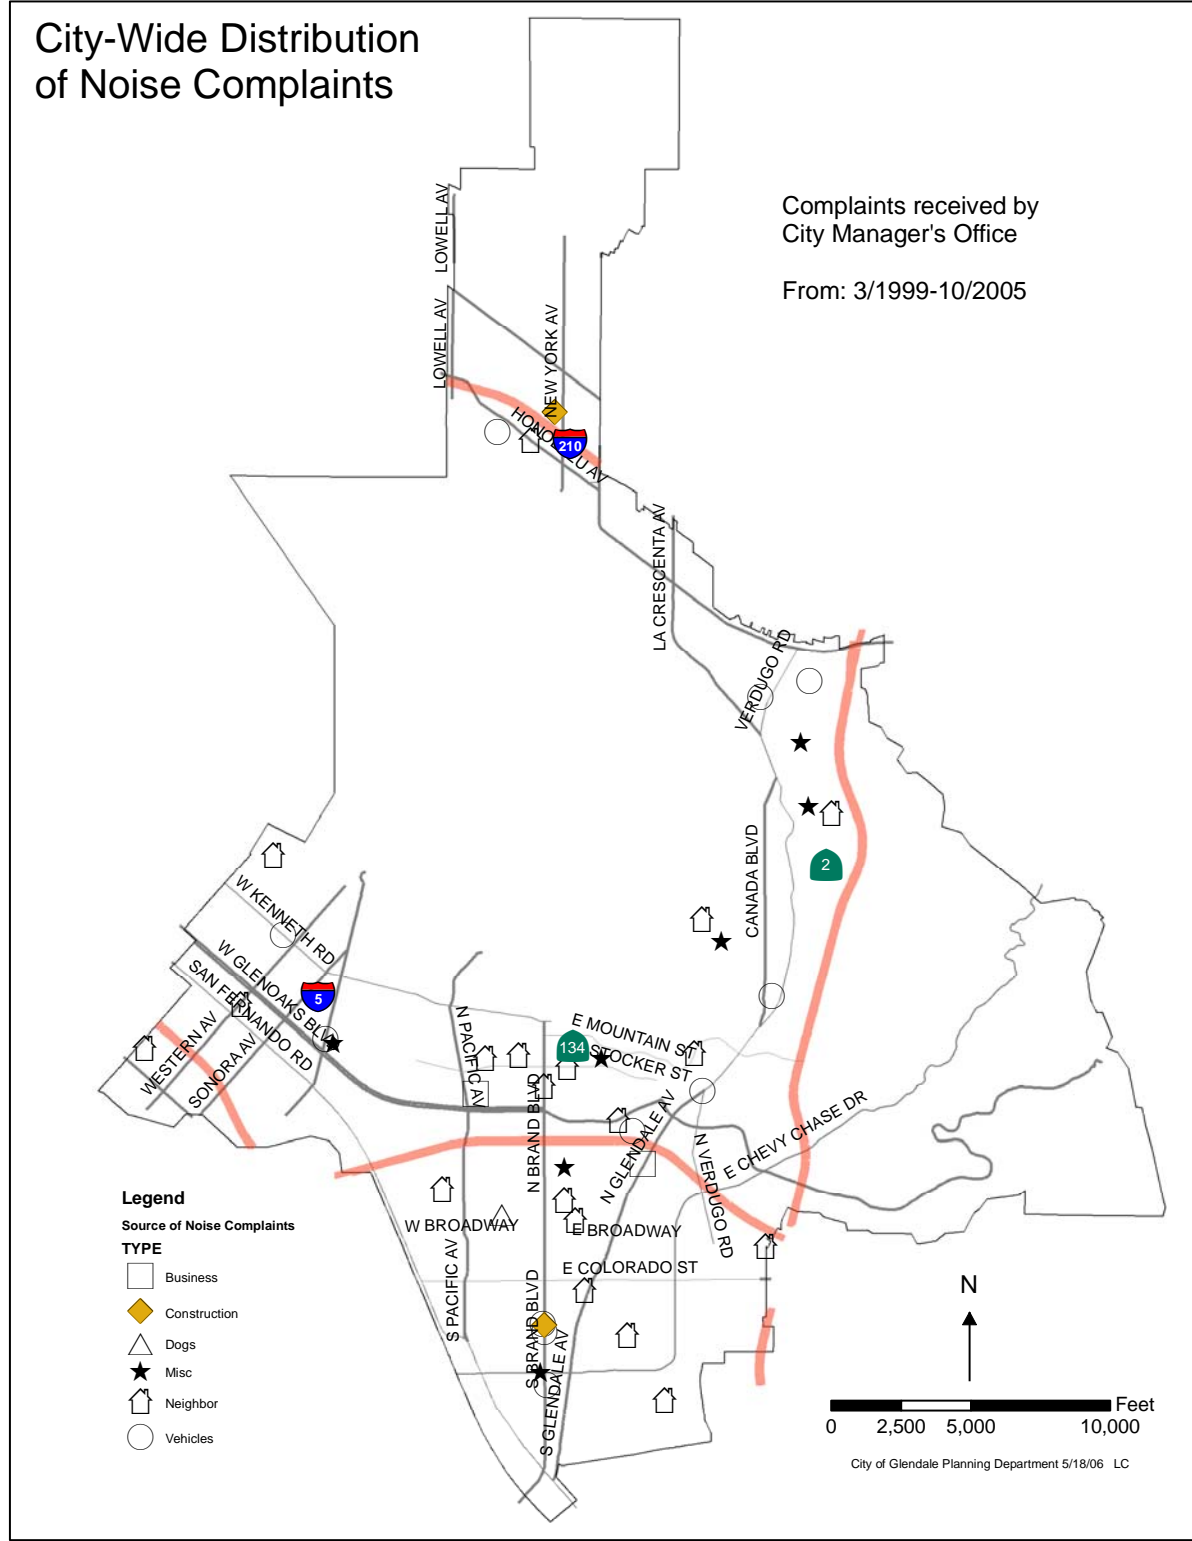 City-Wide Distribution
of Noise Complaints
Complaints received by
City Manager's Office
From: 3/1999-10/2005
LOWELL AV
LOWELL AV
NEW YORK AV
HONOLULU AV
210
LA CRESCENTA AV
VERDUGO RD
CANADA BLVD
2
W KENNETH RD
W GLENOAKS BLVD
SAN FERNANDO RD
5
WESTERN AV
SONORA AV
N PACIFIC AV
E MOUNTAIN ST
134
STOCKER ST
N BRAND BLVD
N GLENDALE AV
N VERDUGO RD
E CHEVY CHASE DR
W BROADWAY
E BROADWAY
S PACIFIC AV
E COLORADO ST
S BRAND BLVD
S GLENDALE AV
Legend
Source of Noise Complaints
TYPE
Business
Construction
Dogs
Misc
Neighbor
Vehicles
N
Feet
0 2,500 5,000 10,000
City of Glendale Planning Department 5/18/06 LC